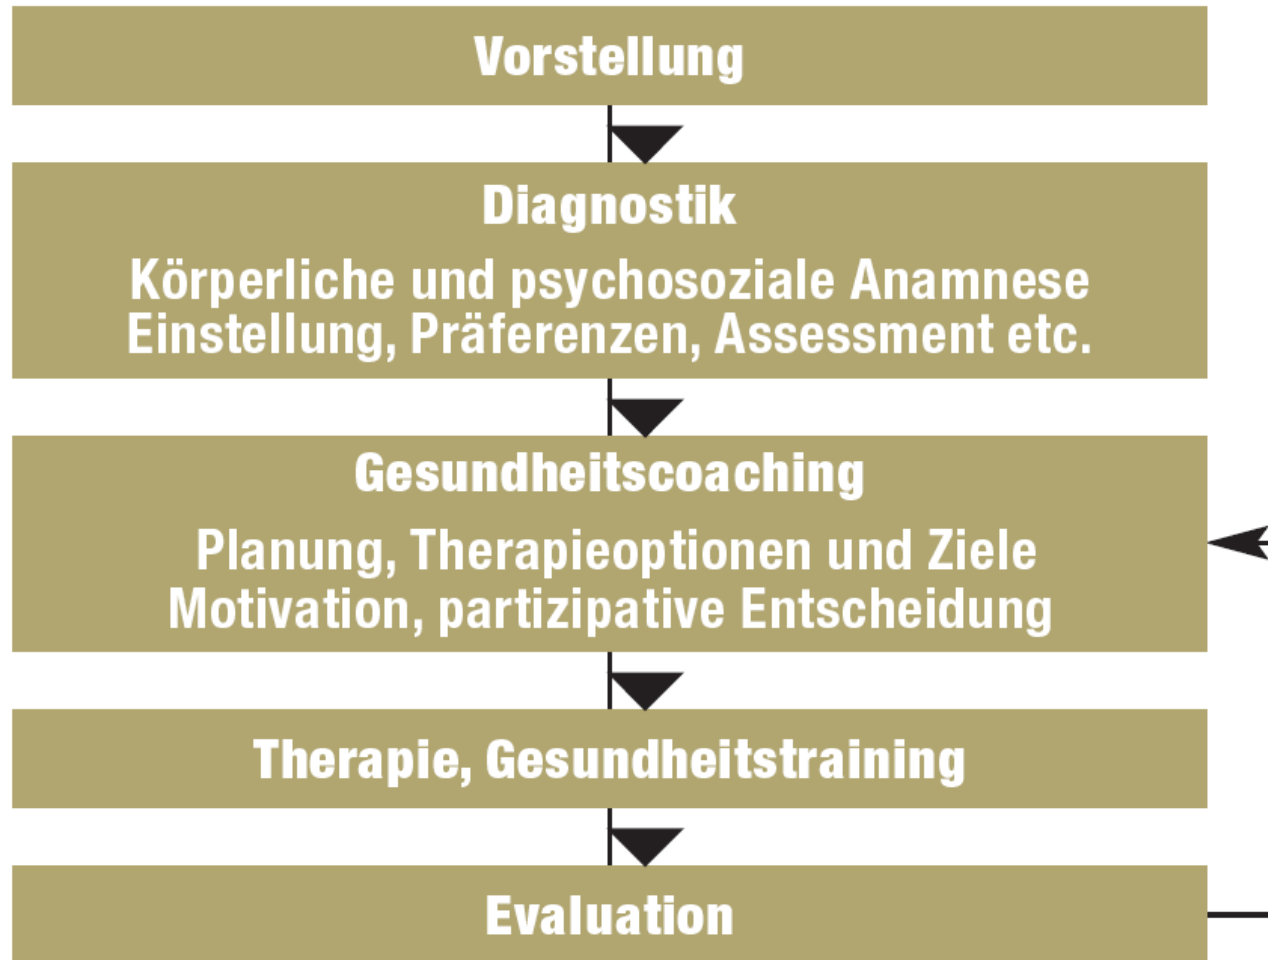 Vorstellung
Diagnostik
Körperliche und psychosoziale Anamnese
Einstellung, Präferenzen, Assessment etc.
Gesundheitscoaching
Planung, Therapieoptionen und Ziele
Motivation, partizipative Entscheidung
Therapie, Gesundheitstraining
Evaluation